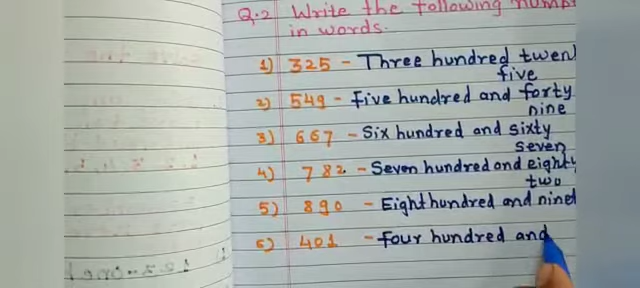 Q.2 Write the following
in words.
1) 325 - Three hundred
five
2) 549 - Five hundred and forty
nine
3) 667 - Six hundred and sixty
seven
4) 782 - Seven hundred and eighty
two
5) 890 - Eight hundred and
6) 401 - four hundred and